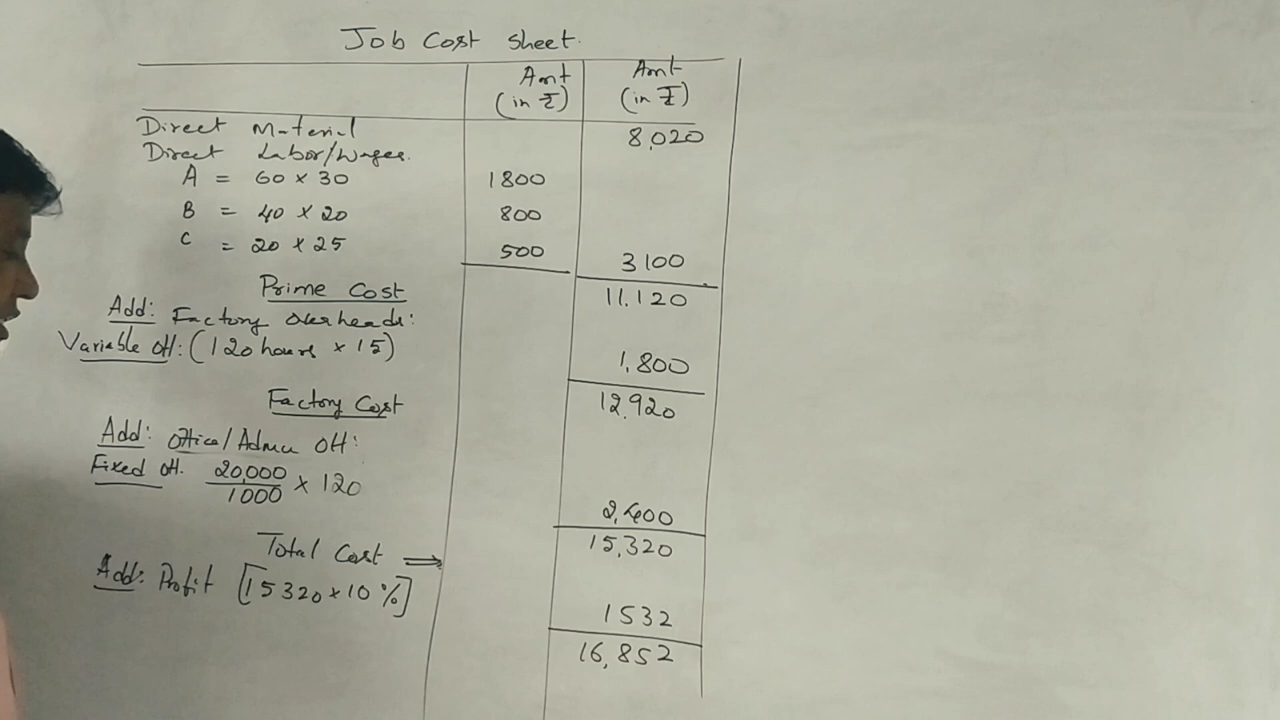 Job Cost Sheet.
Amt (in ₹) Amt (in ₹)
Direct Material 8,020
Direct Labor/Wages.
A = 60 × 30 1800
B = 40 × 20 800
C = 20 × 25 500 3100
Prime Cost 11,120
Add: Factory Overheads:
Variable OH: (120 hours × 15) 1,800
Factory Cost 12,920
Add: Office/Admn OH:
Fixed OH. 20,000/1000 × 120 2,400
Total Cost ⇒ 15,320
Add: Profit [15320 × 10%] 1532
16,852